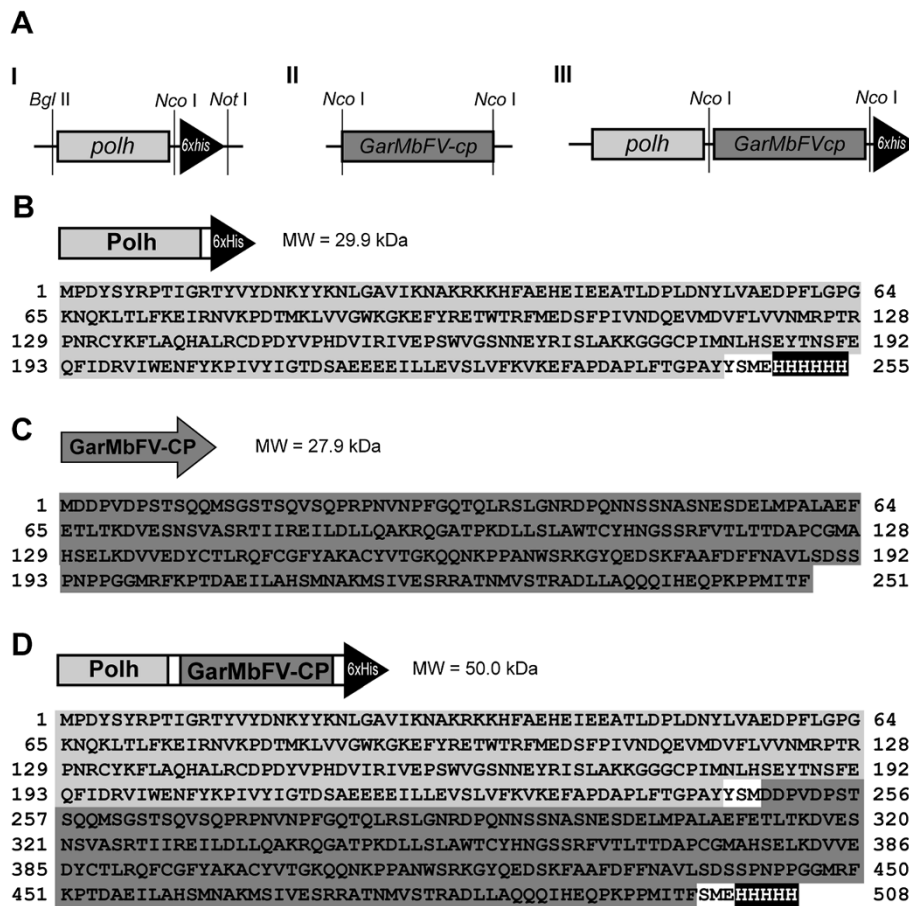 A
I II III
Bgl II Nco I Not I Nco I Nco I Nco I Nco I
polh 6xhis GarMbFV-cp polh GarMbFVcp 6xhis
B
Polh 6xHis MW = 29.9 kDa
1 MPDYSYRPTIGRTYVYDNKYYKNLGAVIKNAKRKKHFAEHEIEEATLDPLDNYLVAEDPFLGPG 64
65 KNQKLTLFKEIRNVKPDTMKLVVGWKGKEFYRETWTRFMEDSFPIVNDQEVMDVFLVVNMRPTR 128
129 PNRCYKFLAQHALRCDPDYVPHDVIRIVEPSWVGSNNEYRISLAKKGGGCPIMNLHSEYTNSFE 192
193 QFIDRVIWENFYKPIVYIGTDSAEEEEILLEVSLVFKVKEFAPDAPLFTGPAYYSMEHHHHHH 255
C
GarMbFV-CP MW = 27.9 kDa
1 MDDPVDPSTSQQMSGSTSQVSQPRPNVNPFGQTQLRSLGNRDPQNNSSNASNESDELMPALAEF 64
65 ETLTKDVESNSVASRTIIREILDLLQAKRQGATPKDLLSLAWTCYHNGSSRFVTLTTDAPCGMA 128
129 HSELKDVVEDYCTLRQFCGFYAKACYVTGKQQNKPPANWSRKGYQEDSKFAAFDFFNAVLSDSS 192
193 PNPPGGMRFKPTDAEILAHSMNAKMSIVESRRATNMVSTRADLLAQQQIHEQPKPPMITF 251
D
Polh GarMbFV-CP 6xHis MW = 50.0 kDa
1 MPDYSYRPTIGRTYVYDNKYYKNLGAVIKNAKRKKHFAEHEIEEATLDPLDNYLVAEDPFLGPG 64
65 KNQKLTLFKEIRNVKPDTMKLVVGWKGKEFYRETWTRFMEDSFPIVNDQEVMDVFLVVNMRPTR 128
129 PNRCYKFLAQHALRCDPDYVPHDVIRIVEPSWVGSNNEYRISLAKKGGGCPIMNLHSEYTNSFE 192
193 QFIDRVIWENFYKPIVYIGTDSAEEEEILLEVSLVFKVKEFAPDAPLFTGPAYYSMDDPVDPST 256
257 SQQMSGSTSQVSQPRPNVNPFGQTQLRSLGNRDPQNNSSNASNESDELMPALAEFETLTKDVES 320
321 NSVASRTIIREILDLLQAKRQGATPKDLLSLAWTCYHNGSSRFVTLTTDAPCGMAHSELKDVVE 386
385 DYCTLRQFCGFYAKACYVTGKQQNKPPANWSRKGYQEDSKFAAFDFFNAVLSDSSPNPPGGMRF 450
451 KPTDAEILAHSMNAKMSIVESRRATNMVSTRADLLAQQQIHEQPKPPMITFSMEHHHHH 508